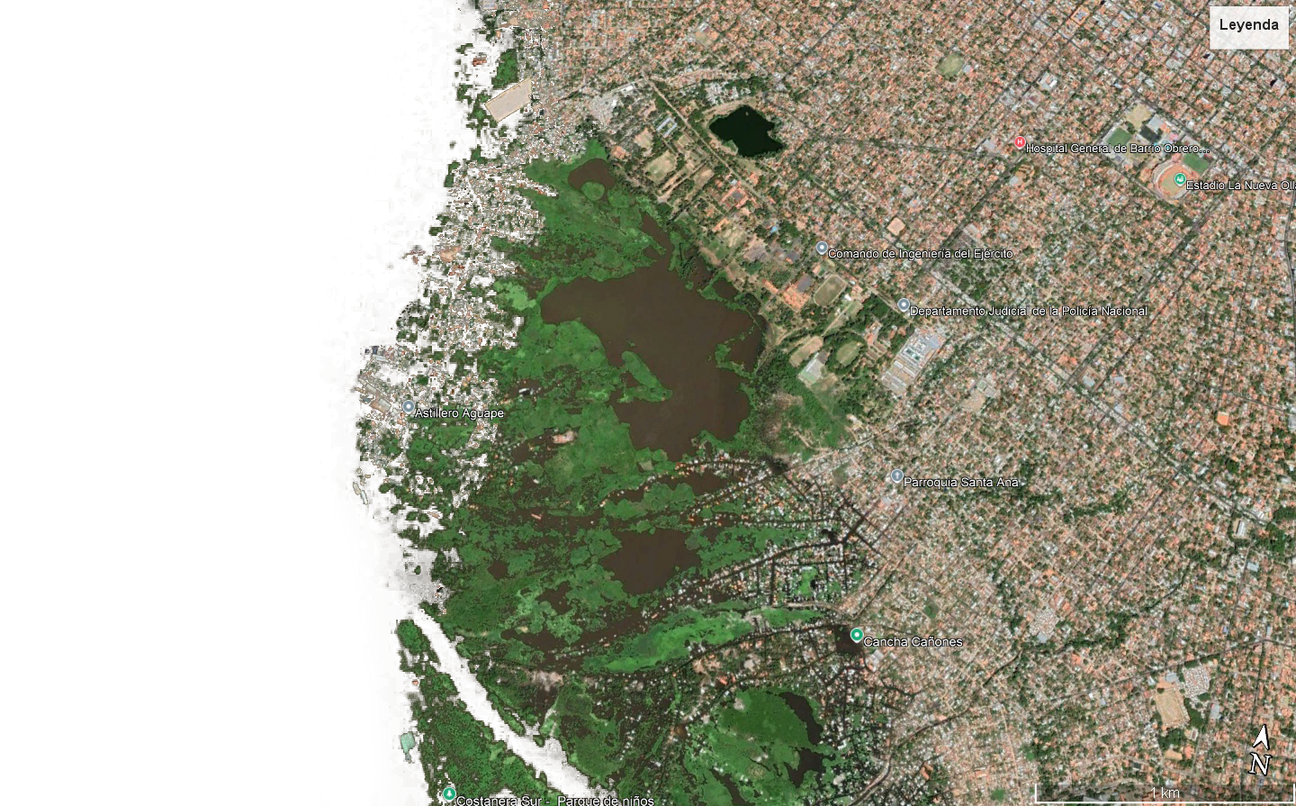 Leyenda
H Hospital General de Barrio Obrero...
Estadio La Nueva Oll
Comando de Ingeniería del Ejército
Departamento Judicial de la Policía Nacional
Astillero Aguape
Parroquia Santa Ana
Cancha Cañones
N
1 km
Costanera Sur - Parque de niños